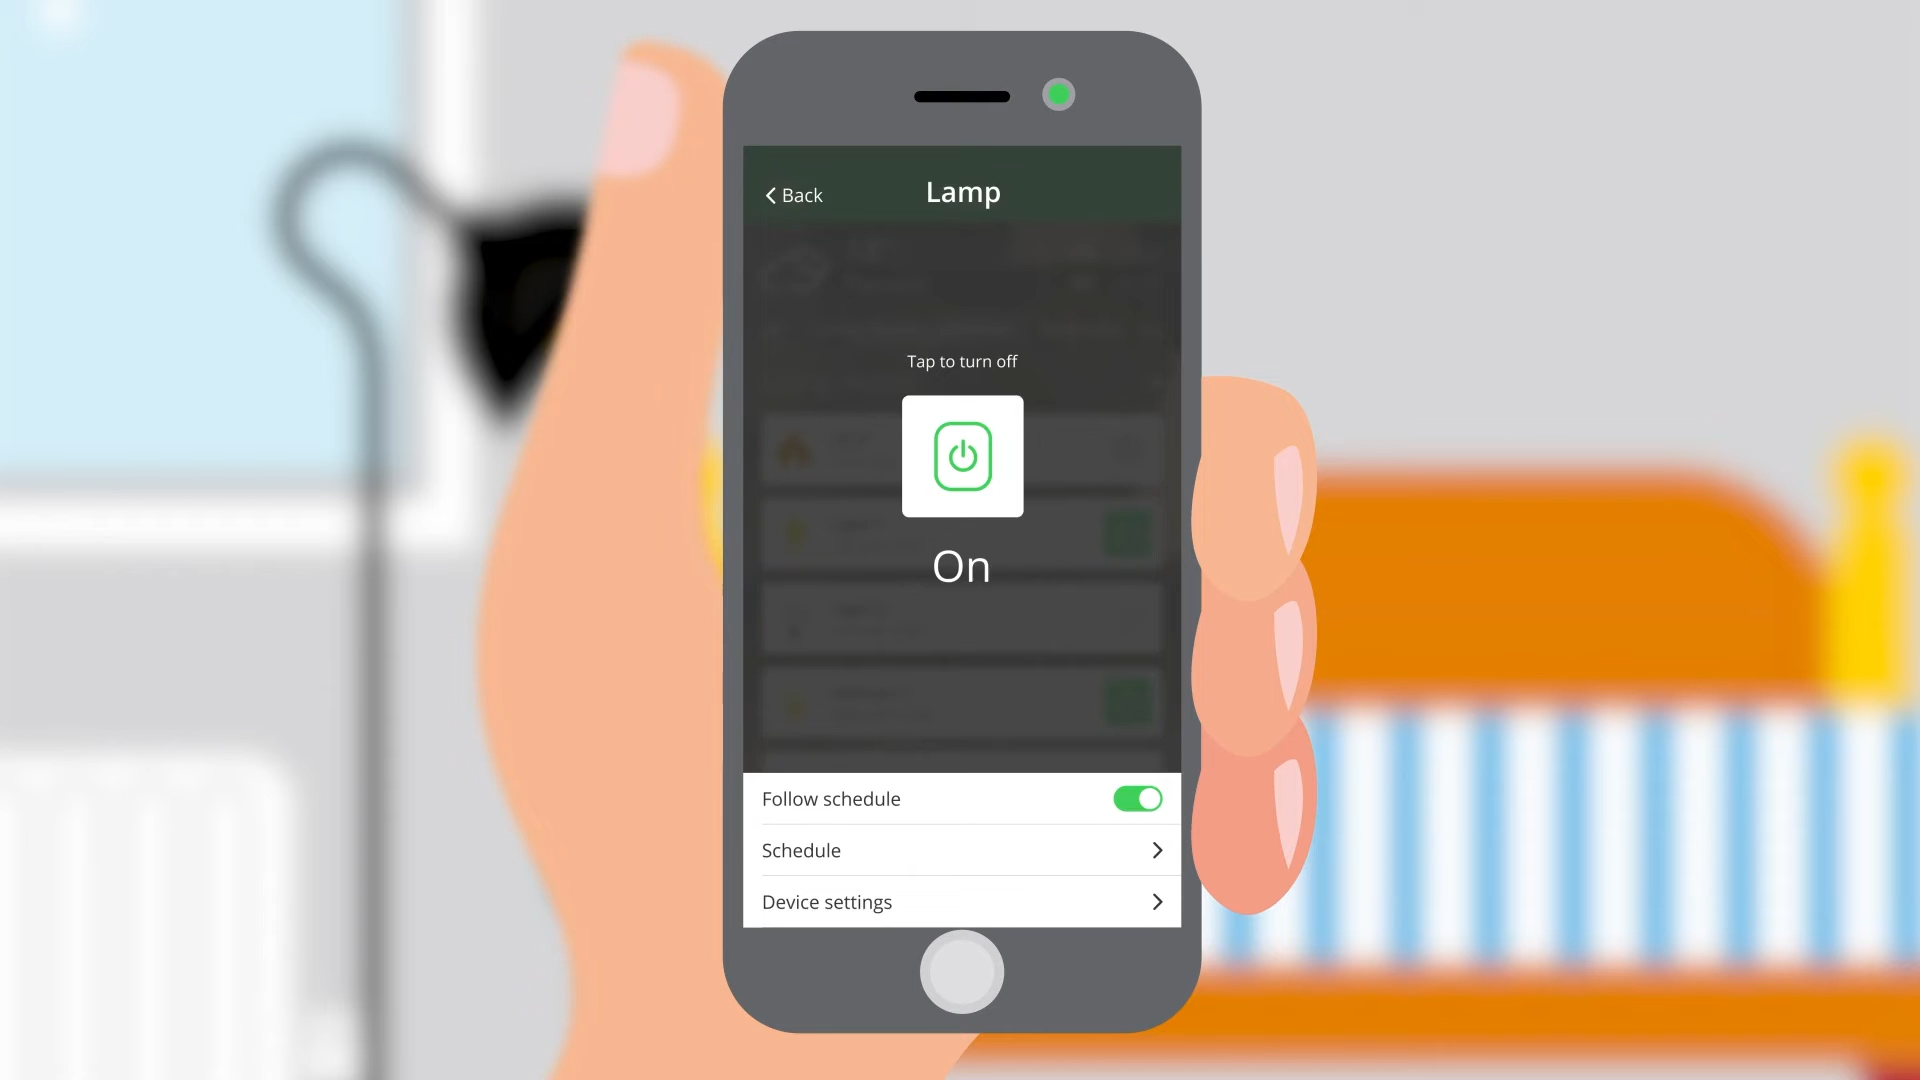 Back
Lamp
Tap to turn off
On
Follow schedule
Schedule
Device settings